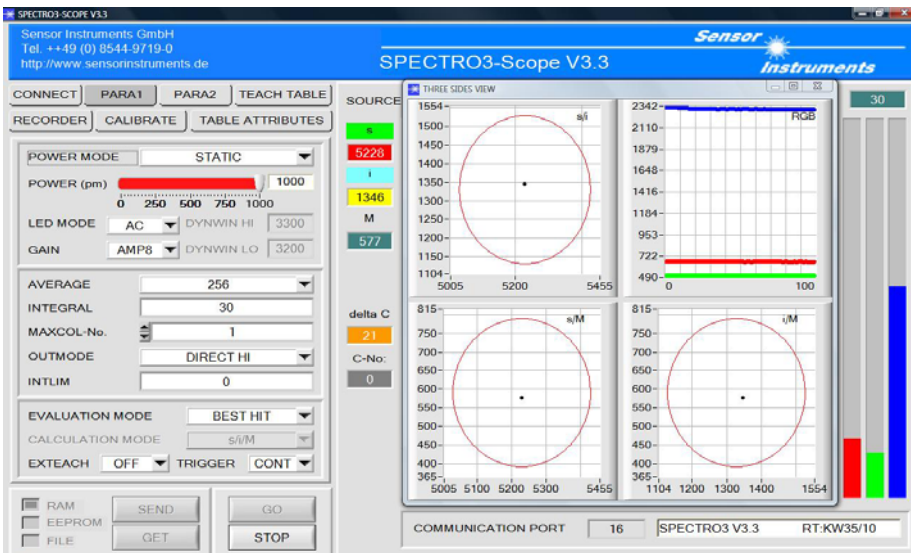 SPECTRO3-SCOPE V3.3
Sensor Instruments GmbH
Tel. ++49 (0) 8544-9719-0
http://www.sensorinstruments.de
SPECTRO3-Scope V3.3
Sensor
Instruments
CONNECT PARA1 PARA2 TEACH TABLE
RECORDER CALIBRATE TABLE ATTRIBUTES
POWER MODE STATIC
POWER (pm) 1000
0 250 500 750 1000
LED MODE AC DYNWIN HI 3300
GAIN AMP8 DYNWIN LO 3200
AVERAGE 256
INTEGRAL 30
MAXCOL-No. 1
OUTMODE DIRECT HI
INTLIM 0
EVALUATION MODE BEST HIT
CALCULATION MODE s/i/M
EXTEACH OFF TRIGGER CONT
RAM
EEPROM
FILE
SEND GO
GET STOP
SOURCE
s
5228
i
1346
M
577
delta C
21
C-No:
0
THREE SIDES VIEW
s/i
1554
1500
1450
1400
1350
1300
1250
1200
1150
1104
5005 5200 5455
RGB
2342
2110
1879
1648
1416
1184
953
722
490
0 100
s/M
815
750
700
650
600
550
500
450
400
365
5005 5100 5200 5300 5455
i/M
815
750
700
650
600
550
500
450
400
365
1104 1200 1300 1400 1554
30
COMMUNICATION PORT 16 SPECTRO3 V3.3 RT:KW35/10